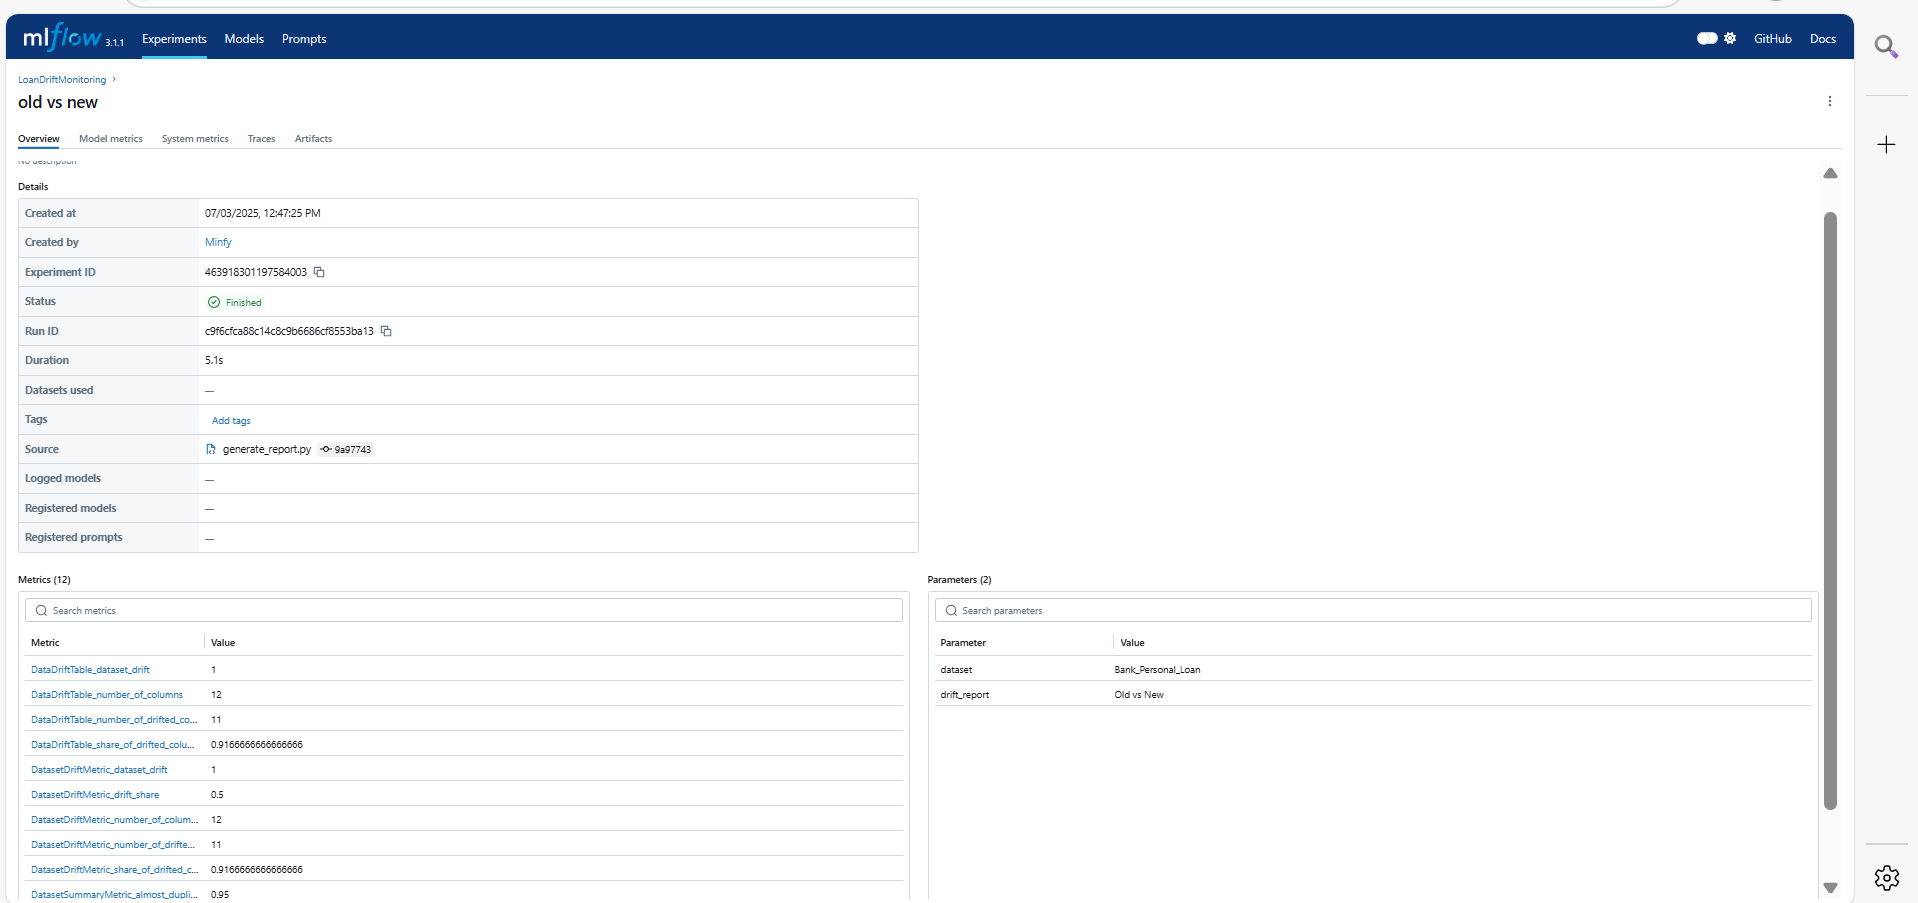 mlflow 3.1.1 Experiments Models Prompts GitHub Docs
LoanDriftMonitoring
old vs new
Overview Model metrics System metrics Traces Artifacts
No description
Details
Created at 07/03/2025, 12:47:25 PM
Created by Minfy
Experiment ID 463918301197584003
Status Finished
Run ID c9f6cfca88c14c8c9b6686cf8553ba13
Duration 5.1s
Datasets used —
Tags Add tags
Source generate_report.py 9a97743
Logged models —
Registered models —
Registered prompts —
Metrics (12)
Search metrics
Metric Value
DataDriftTable_dataset_drift 1
DataDriftTable_number_of_columns 12
DataDriftTable_number_of_drifted_co... 11
DataDriftTable_share_of_drifted_colu... 0.9166666666666666
DatasetDriftMetric_dataset_drift 1
DatasetDriftMetric_drift_share 0.5
DatasetDriftMetric_number_of_colum... 12
DatasetDriftMetric_number_of_drifte... 11
DatasetDriftMetric_share_of_drifted_c... 0.9166666666666666
DatasetSummaryMetric_almost_dupli... 0.95
Parameters (2)
Search parameters
Parameter Value
dataset Bank_Personal_Loan
drift_report Old vs New